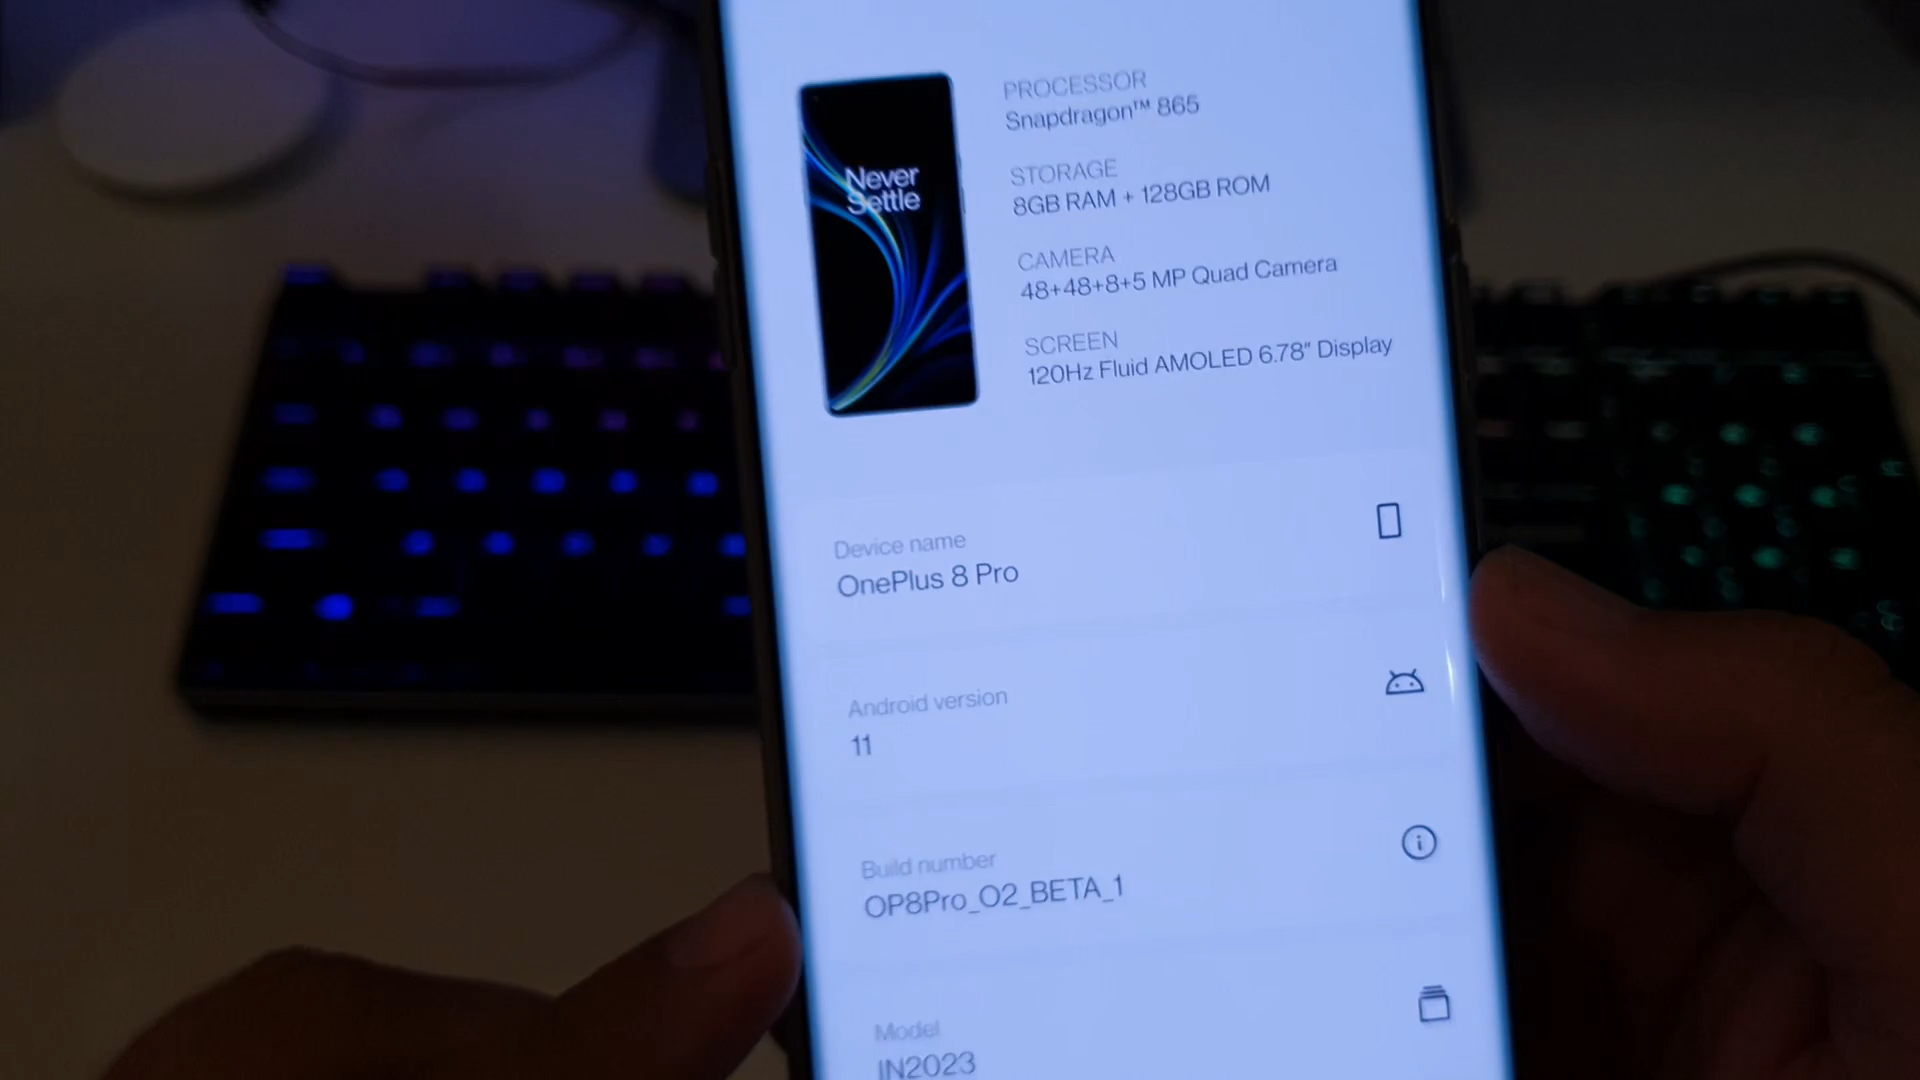 Never
Settle
PROCESSOR
Snapdragon™ 865
STORAGE
8GB RAM + 128GB ROM
CAMERA
48+48+8+5 MP Quad Camera
SCREEN
120Hz Fluid AMOLED 6.78" Display
Device name
OnePlus 8 Pro
Android version
11
Build number
OP8Pro_O2_BETA_1
Model
IN2023